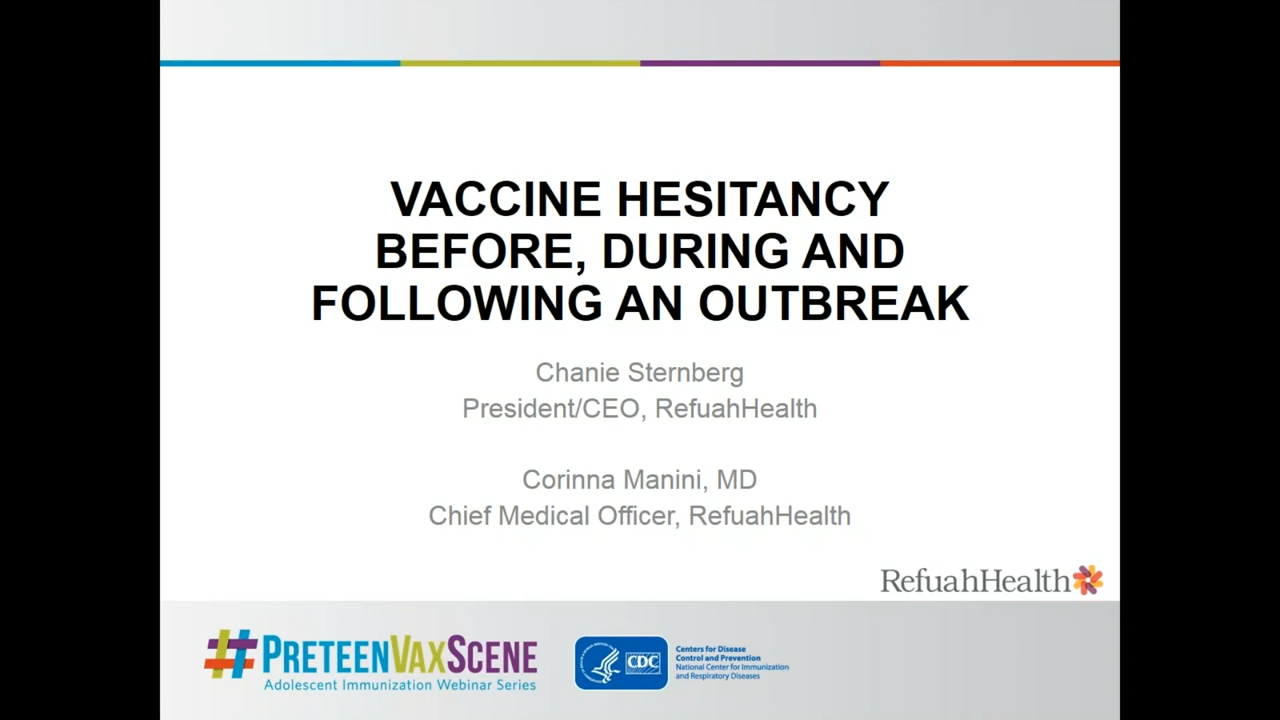 VACCINE HESITANCY
BEFORE, DURING AND
FOLLOWING AN OUTBREAK
Chanie Sternberg
President/CEO, RefuahHealth
Corinna Manini, MD
Chief Medical Officer, RefuahHealth
RefuahHealth
#PRETEENVAXSCENE
Adolescent Immunization Webinar Series
CDC
Centers for Disease
Control and Prevention
National Center for Immunization
and Respiratory Diseases